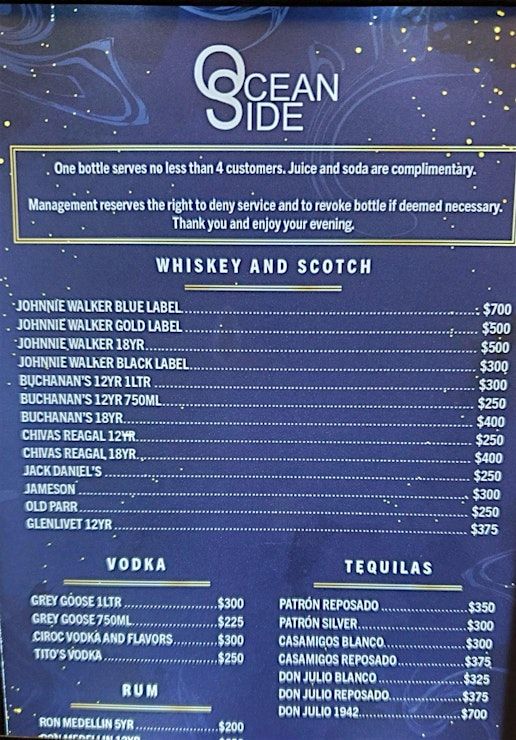 OCEAN
SIDE
One bottle serves no less than 4 customers. Juice and soda are complimentary.
Management reserves the right to deny service and to revoke bottle if deemed necessary.
Thank you and enjoy your evening.
WHISKEY AND SCOTCH
JOHNNIE WALKER BLUE LABEL $700
JOHNNIE WALKER GOLD LABEL $500
JOHNNIE WALKER 18YR $500
JOHNNIE WALKER BLACK LABEL $300
BUCHANAN'S 12YR 1LTR $300
BUCHANAN'S 12YR 750ML $250
BUCHANAN'S 18YR $400
CHIVAS REAGAL 12YR $250
CHIVAS REAGAL 18YR $400
JACK DANIEL'S $250
JAMESON $300
OLD PARR $250
GLENLIVET 12YR $375
VODKA
GREY GOOSE 1LTR $300
GREY GOOSE 750ML $225
CIROC VODKA AND FLAVORS $300
TITO'S VODKA $250
RUM
RON MEDELLIN 5YR $200
TEQUILAS
PATRÓN REPOSADO $350
PATRÓN SILVER $300
CASAMIGOS BLANCO $300
CASAMIGOS REPOSADO $375
DON JULIO BLANCO $325
DON JULIO REPOSADO $375
DON JULIO 1942 $700